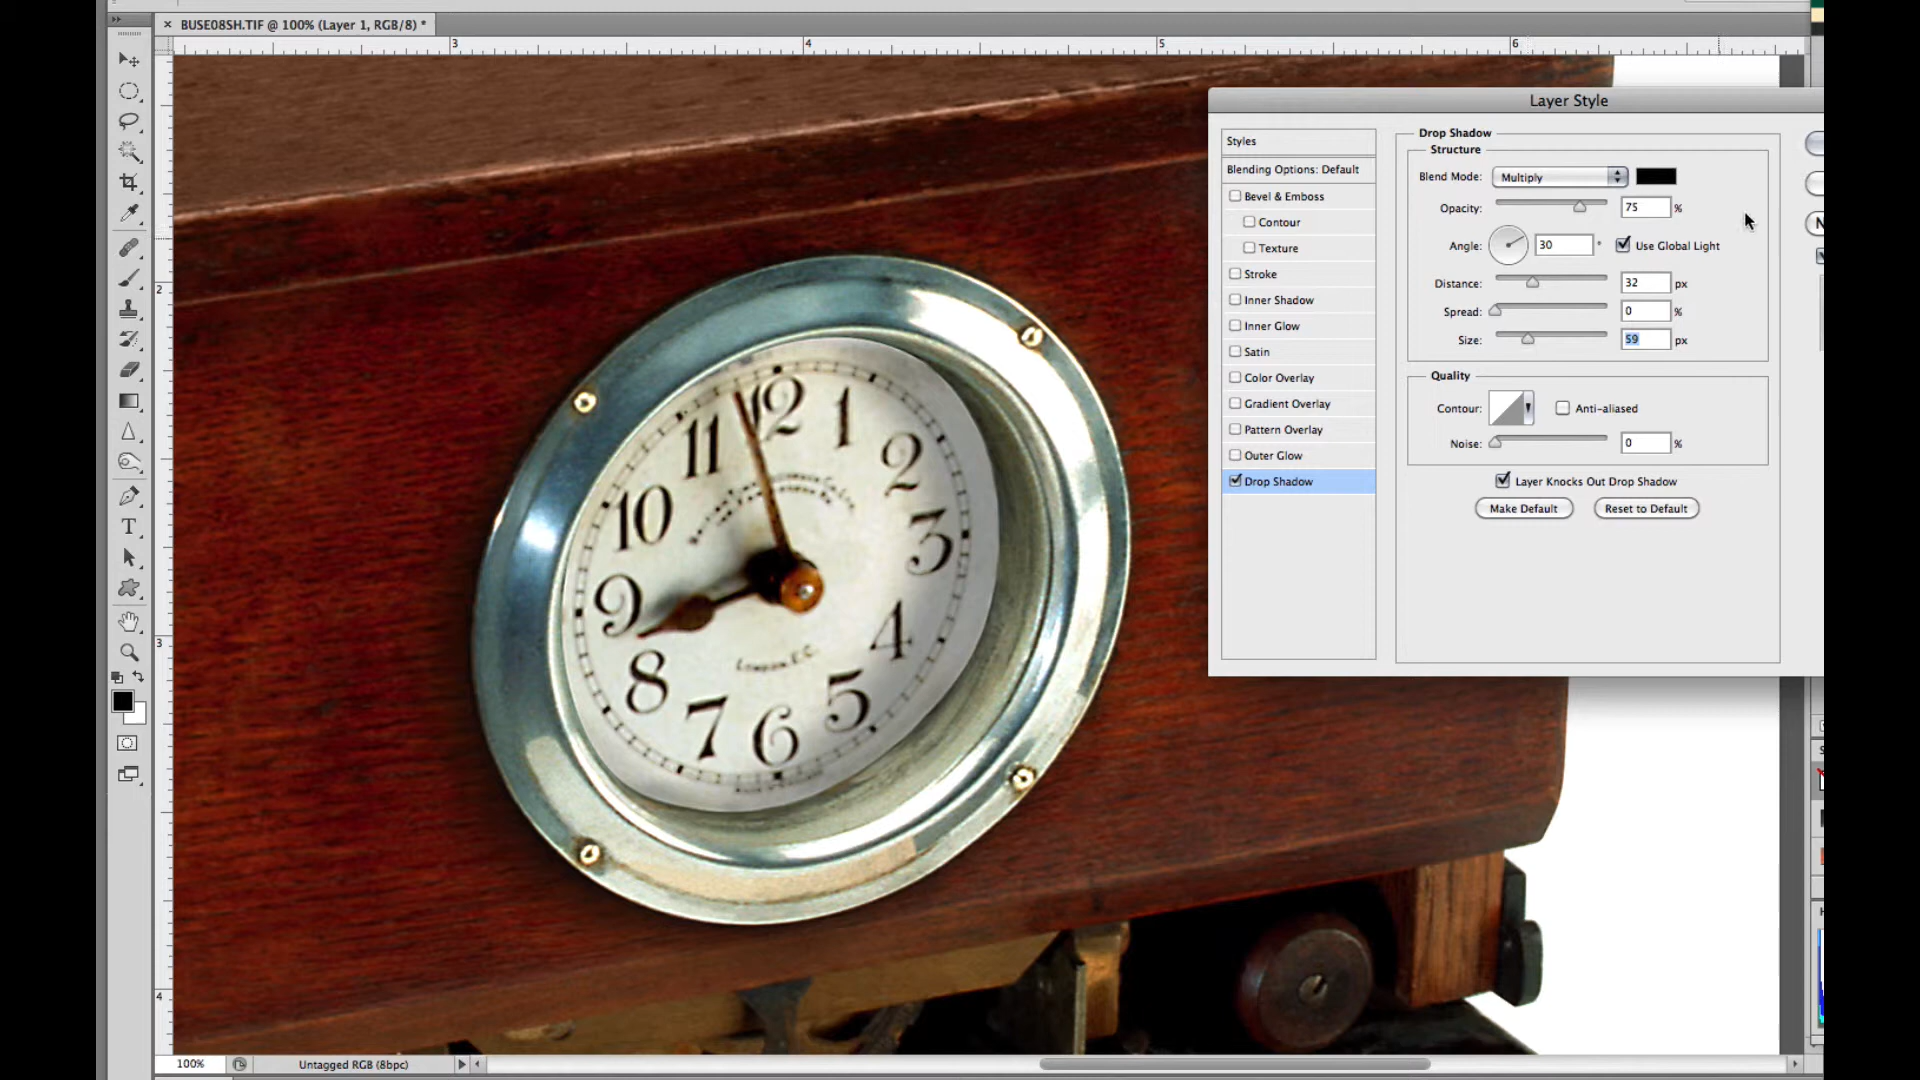 BUSE08SH.TIF @ 100% (Layer 1, RGB/8) *
3 4 5 6
2
3
4
Layer Style
Styles
Blending Options: Default
Bevel & Emboss
Contour
Texture
Stroke
Inner Shadow
Inner Glow
Satin
Color Overlay
Gradient Overlay
Pattern Overlay
Outer Glow
Drop Shadow
Drop Shadow
Structure
Blend Mode: Multiply
Opacity: 75 %
Angle: 30 ° Use Global Light
Distance: 32 px
Spread: 0 %
Size: 59 px
Quality
Contour: Anti-aliased
Noise: 0 %
Layer Knocks Out Drop Shadow
Make Default Reset to Default
N
12
1
2
3
4
5
6
7
8
9
10
11
London E.C.
T
100% Untagged RGB (8bpc)